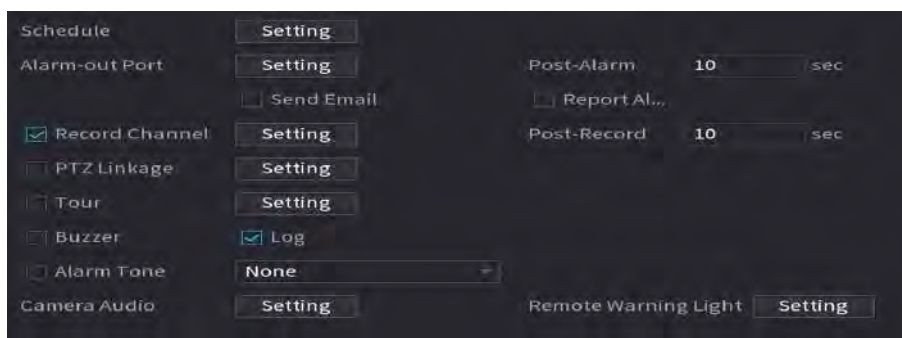 Schedule Setting
Alarm-out Port Setting Post-Alarm 10 sec
Send Email Report Al...
Record Channel Setting Post-Record 10 sec
PTZ Linkage Setting
Tour Setting
Buzzer Log
Alarm Tone None
Camera Audio Setting Remote Warning Light Setting